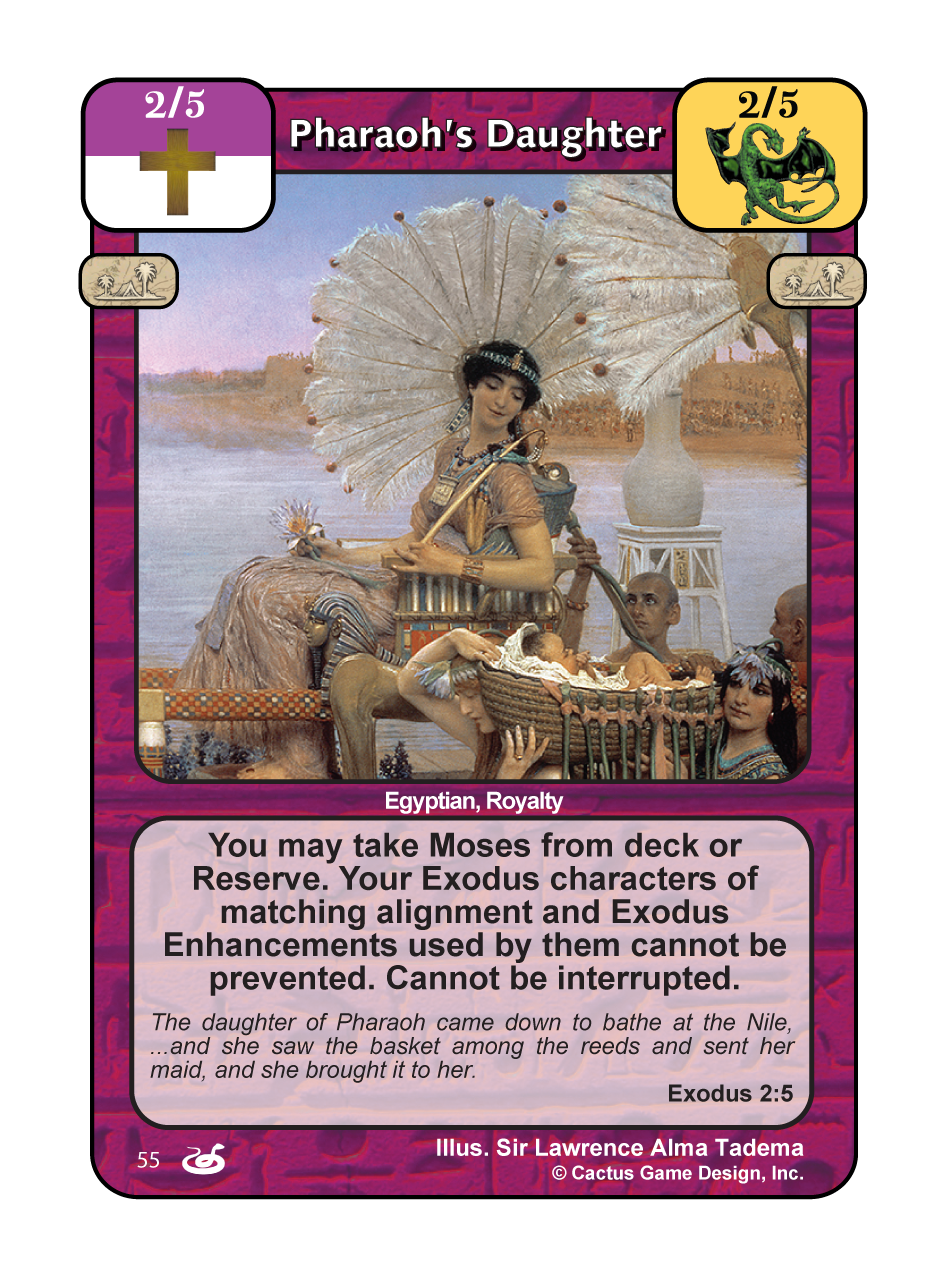 2/5
Pharaoh's Daughter
2/5
Egyptian, Royalty
You may take Moses from deck or
Reserve. Your Exodus characters of
matching alignment and Exodus
Enhancements used by them cannot be
prevented. Cannot be interrupted.
The daughter of Pharaoh came down to bathe at the Nile,
...and she saw the basket among the reeds and sent her
maid, and she brought it to her.
Exodus 2:5
55
Illus. Sir Lawrence Alma Tadema
© Cactus Game Design, Inc.